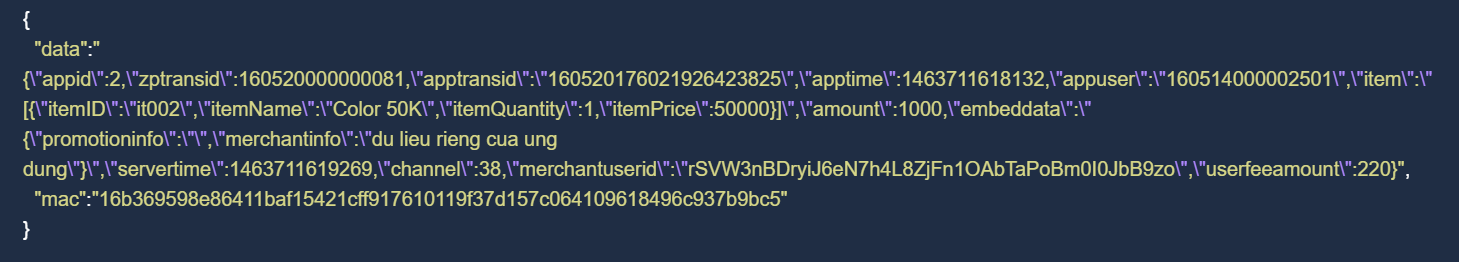 {
"data":"
{\"appid\":2,\"zptransid\":160520000000081,\"apptransid\":\"160520176021926423825\",\"apptime\":1463711618132,\"appuser\":\"160514000002501\",\"item\":\"
[{\"itemID\":\"it002\",\"itemName\":\"Color 50K\",\"itemQuantity\":1,\"itemPrice\":50000}]\",\"amount\":1000,\"embeddata\":\"
{\"promotioninfo\":\"\",\"merchantinfo\":\"du lieu rieng cua ung
dung\"}\",\"servertime\":1463711619269,\"channel\":38,\"merchantuserid\":\"rSVW3nBDryiJ6eN7h4L8ZjFn1OAbTaPoBm0I0JbB9zo\",\"userfeeamount\":220}",
"mac":"16b369598e86411baf15421cff917610119f37d157c064109618496c937b9bc5"
}